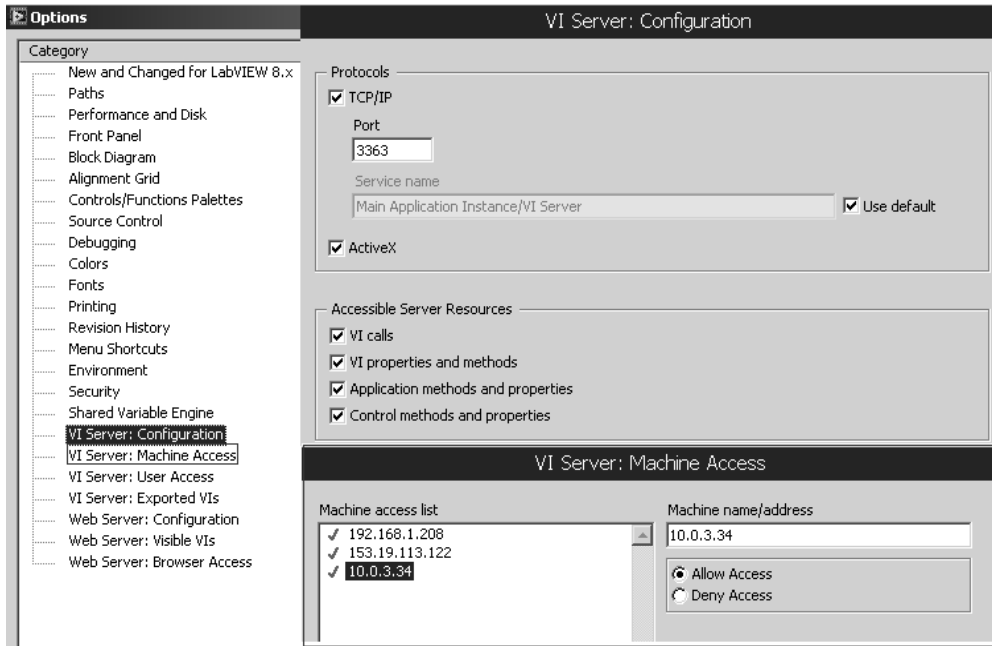 Options
Category
New and Changed for LabVIEW 8.x
Paths
Performance and Disk
Front Panel
Block Diagram
Alignment Grid
Controls/Functions Palettes
Source Control
Debugging
Colors
Fonts
Printing
Revision History
Menu Shortcuts
Environment
Security
Shared Variable Engine
VI Server: Configuration
VI Server: Machine Access
VI Server: User Access
VI Server: Exported VIs
Web Server: Configuration
Web Server: Visible VIs
Web Server: Browser Access
VI Server: Configuration
Protocols
TCP/IP
Port
3363
Service name
Main Application Instance/VI Server
Use default
ActiveX
Accessible Server Resources
VI calls
VI properties and methods
Application methods and properties
Control methods and properties
VI Server: Machine Access
Machine access list
192.168.1.208
153.19.113.122
10.0.3.34
Machine name/address
10.0.3.34
Allow Access
Deny Access